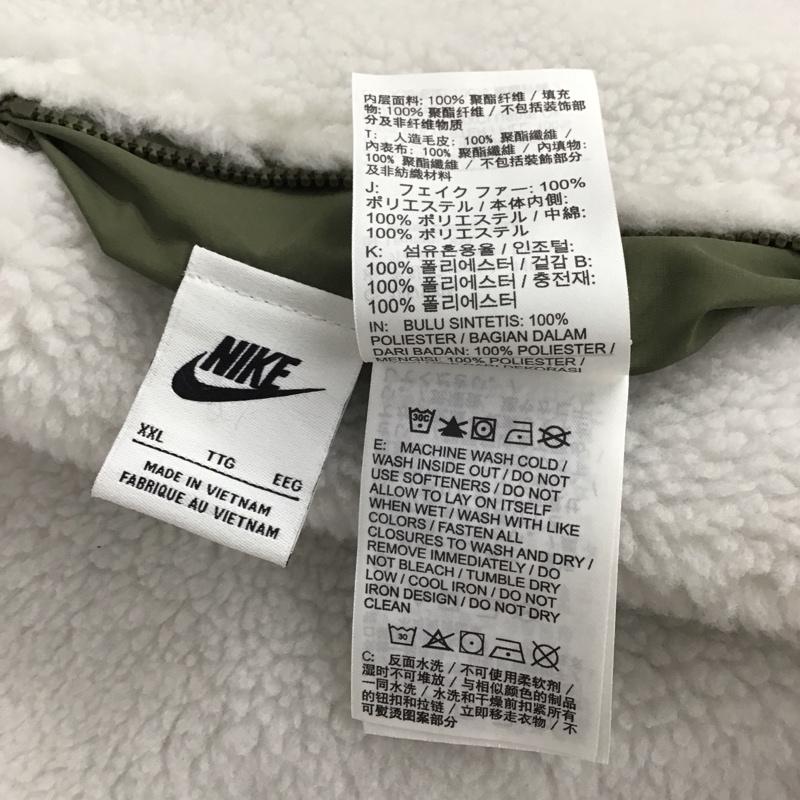 NIKE
XXL
TTG
EEG
MADE IN VIETNAM
FABRIQUE AU VIETNAM
内层面料: 100% 聚酯纤维 / 填充
物: 100% 聚酯纤维 / 不包括装饰部
分及非纤维物质
T: 人造毛皮: 100% 聚酯纖維 /
內表布: 100% 聚酯纖維 / 內填物:
100% 聚酯纖維 / 不包括裝飾部分
及非紡織材料
J: フェイク ファー: 100%
ポリエステル / 本体内側:
100% ポリエステル / 中綿:
100% ポリエステル
K: 섬유혼용율 / 인조털:
100% 폴리에스터 / 겉감 B:
100% 폴리에스터 / 충전재:
100% 폴리에스터
IN: BULU SINTETIS: 100%
POLIESTER / BAGIAN DALAM
DARI BADAN: 100% POLIESTER /
MENGISI: 100% POLIESTER /
DEKORASI
30C
E: MACHINE WASH COLD /
WASH INSIDE OUT / DO NOT
USE SOFTENERS / DO NOT
ALLOW TO LAY ON ITSELF
WHEN WET / WASH WITH LIKE
COLORS / FASTEN ALL
CLOSURES TO WASH AND DRY /
REMOVE IMMEDIATELY / DO
NOT BLEACH / TUMBLE DRY
LOW / COOL IRON / DO NOT
IRON DESIGN / DO NOT DRY
CLEAN
30
C: 反面水洗 / 不可使用柔软剂 /
湿时不可堆放 / 与相似颜色的制品
一同水洗 / 水洗和干燥前扣紧所有
的钮扣和拉链 / 立即移走衣物 / 不
可熨烫图案部分